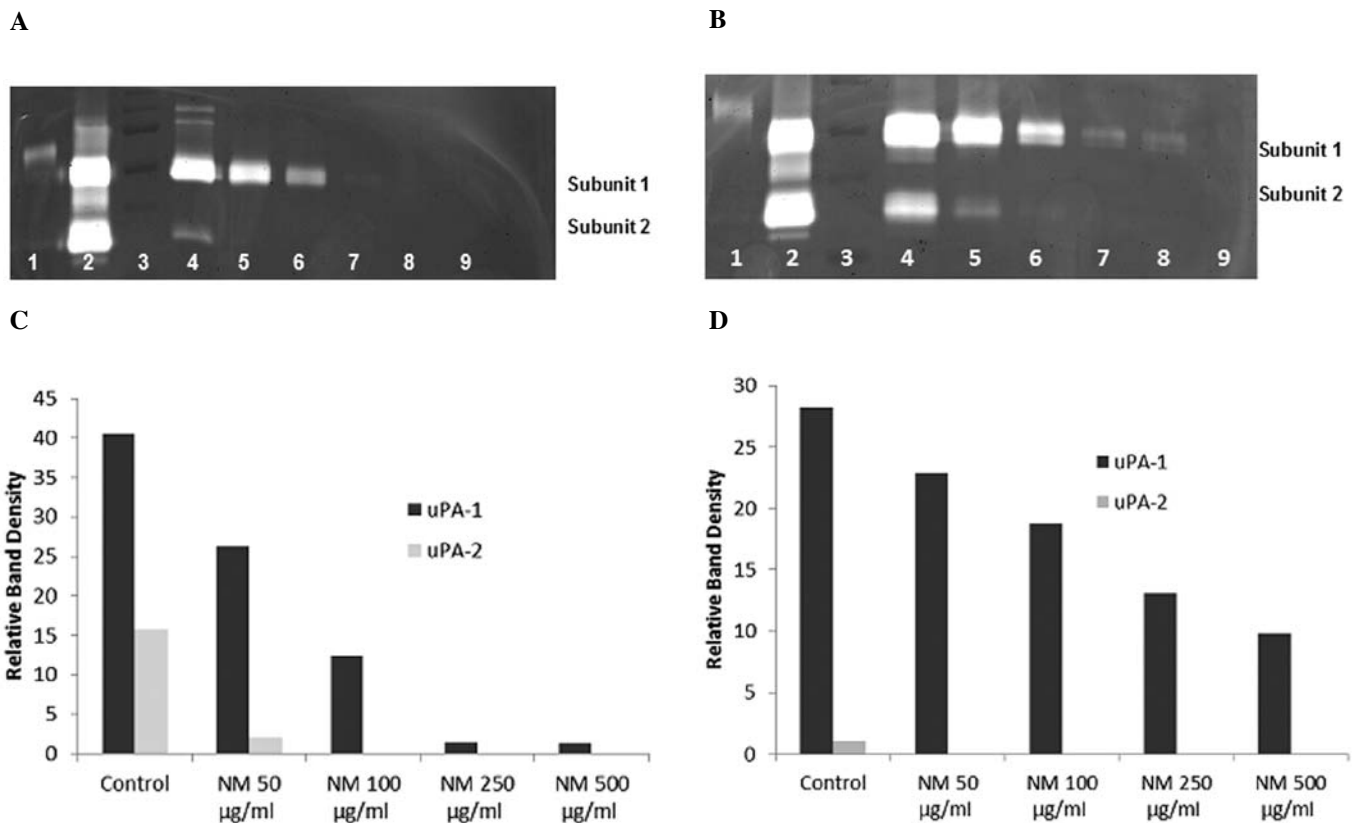 A
B
Subunit 1
Subunit 2
1 2 3 4 5 6 7 8 9
Subunit 1
Subunit 2
1 2 3 4 5 6 7 8 9
C
D
Relative Band Density
45
40
35
30
25
20
15
10
5
0
uPA-1
uPA-2
Control
NM 50 µg/ml
NM 100 µg/ml
NM 250 µg/ml
NM 500 µg/ml
Relative Band Density
30
25
20
15
10
5
0
uPA-1
uPA-2
Control
NM 50 µg/ml
NM 100 µg/ml
NM 250 µg/ml
NM 500 µg/ml